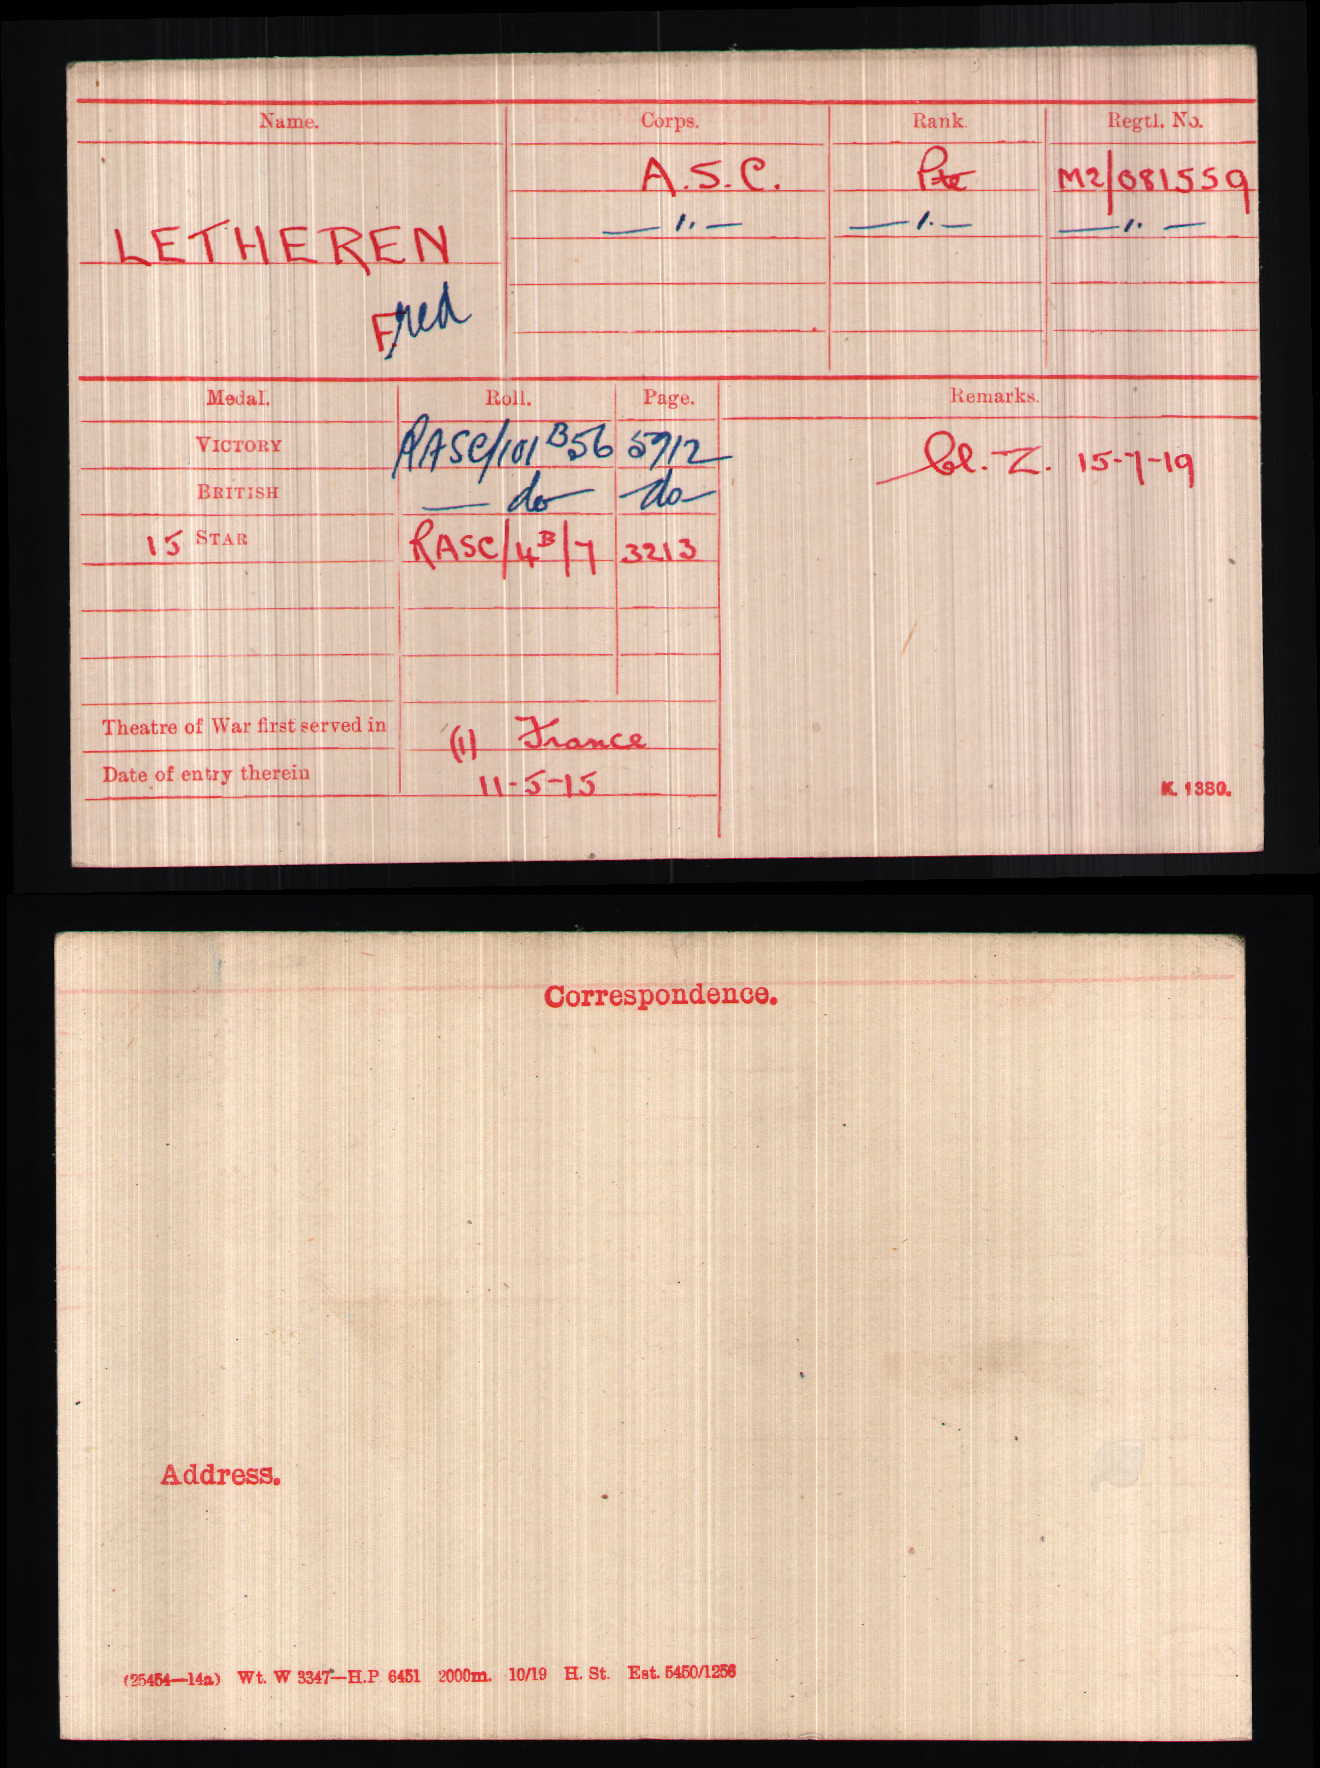 Name. Corps. Rank. Regtl. No.
A.S.C. Pte M2/081559
LETHEREN —〃— —〃— —〃—
Fred
Medal. Roll. Page. Remarks.
VICTORY RASC/101 B56 5712 Cl. Z. 15-7-19
BRITISH — do — do —
15 STAR RASC/4B/7 3213
Theatre of War first served in (1) France
Date of entry therein 11-5-15
K. 1380.
Correspondence.
Address.
(25454—14a) Wt. W 3347—H.P 6451 2000m. 10/19 H. St. Est. 5450/1256